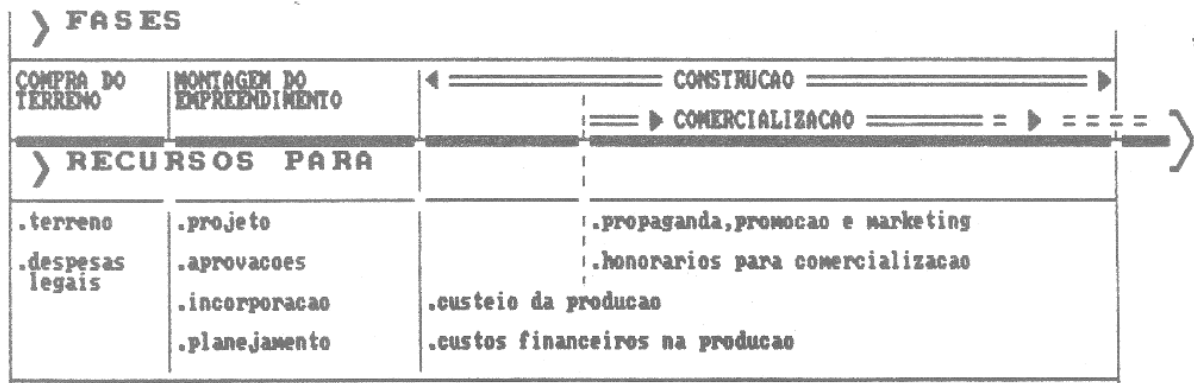 FASES
COMPRA DO TERRENO
MONTAGEM DO EMPREENDIMENTO
CONSTRUCAO
COMERCIALIZACAO
RECURSOS PARA
.terreno
.despesas legais
.projeto
.aprovacoes
.incorporacao
.planejamento
.propaganda,promocao e marketing
.honorarios para comercializacao
.custeio da producao
.custos financeiros na producao